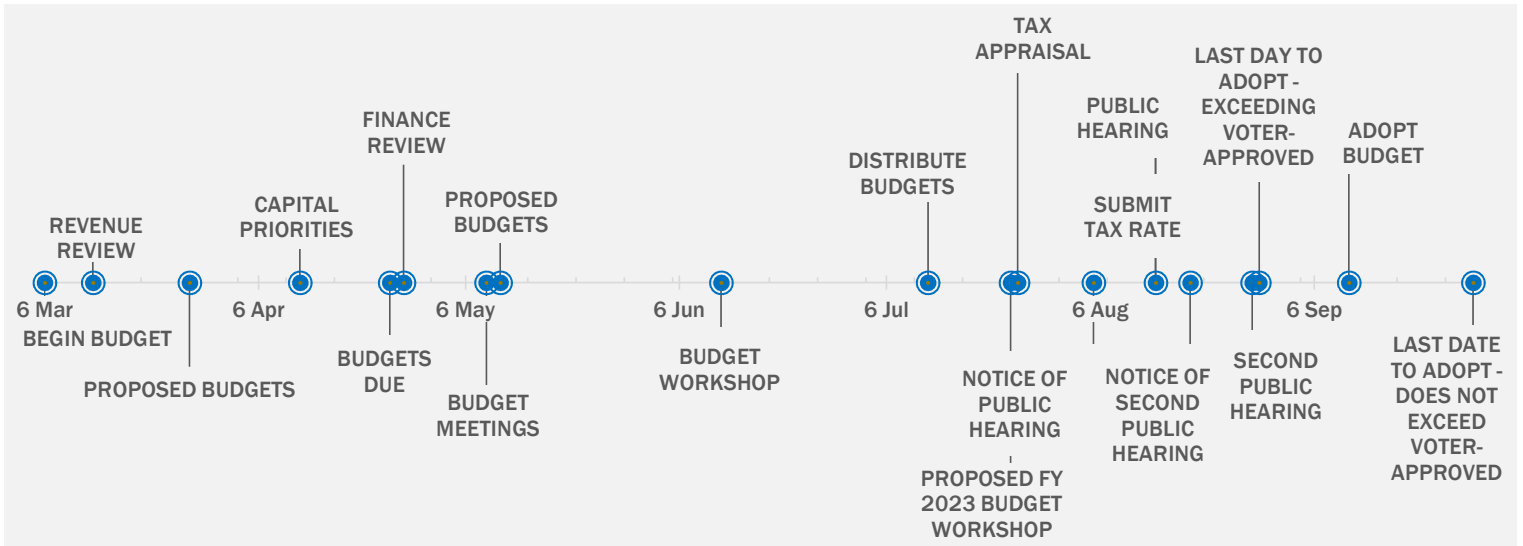 TAX
APPRAISAL
LAST DAY TO
ADOPT -
EXCEEDING
VOTER-
APPROVED
PUBLIC
HEARING
FINANCE
REVIEW
ADOPT
BUDGET
DISTRIBUTE
BUDGETS
CAPITAL
PRIORITIES
PROPOSED
BUDGETS
SUBMIT
TAX RATE
REVENUE
REVIEW
6 Mar
6 Apr
6 May
6 Jun
6 Jul
6 Aug
6 Sep
BEGIN BUDGET
PROPOSED BUDGETS
BUDGETS
DUE
BUDGET
MEETINGS
BUDGET
WORKSHOP
NOTICE OF
PUBLIC
HEARING
PROPOSED FY
2023 BUDGET
WORKSHOP
NOTICE OF
SECOND
PUBLIC
HEARING
SECOND
PUBLIC
HEARING
LAST DATE
TO ADOPT -
DOES NOT
EXCEED
VOTER-
APPROVED